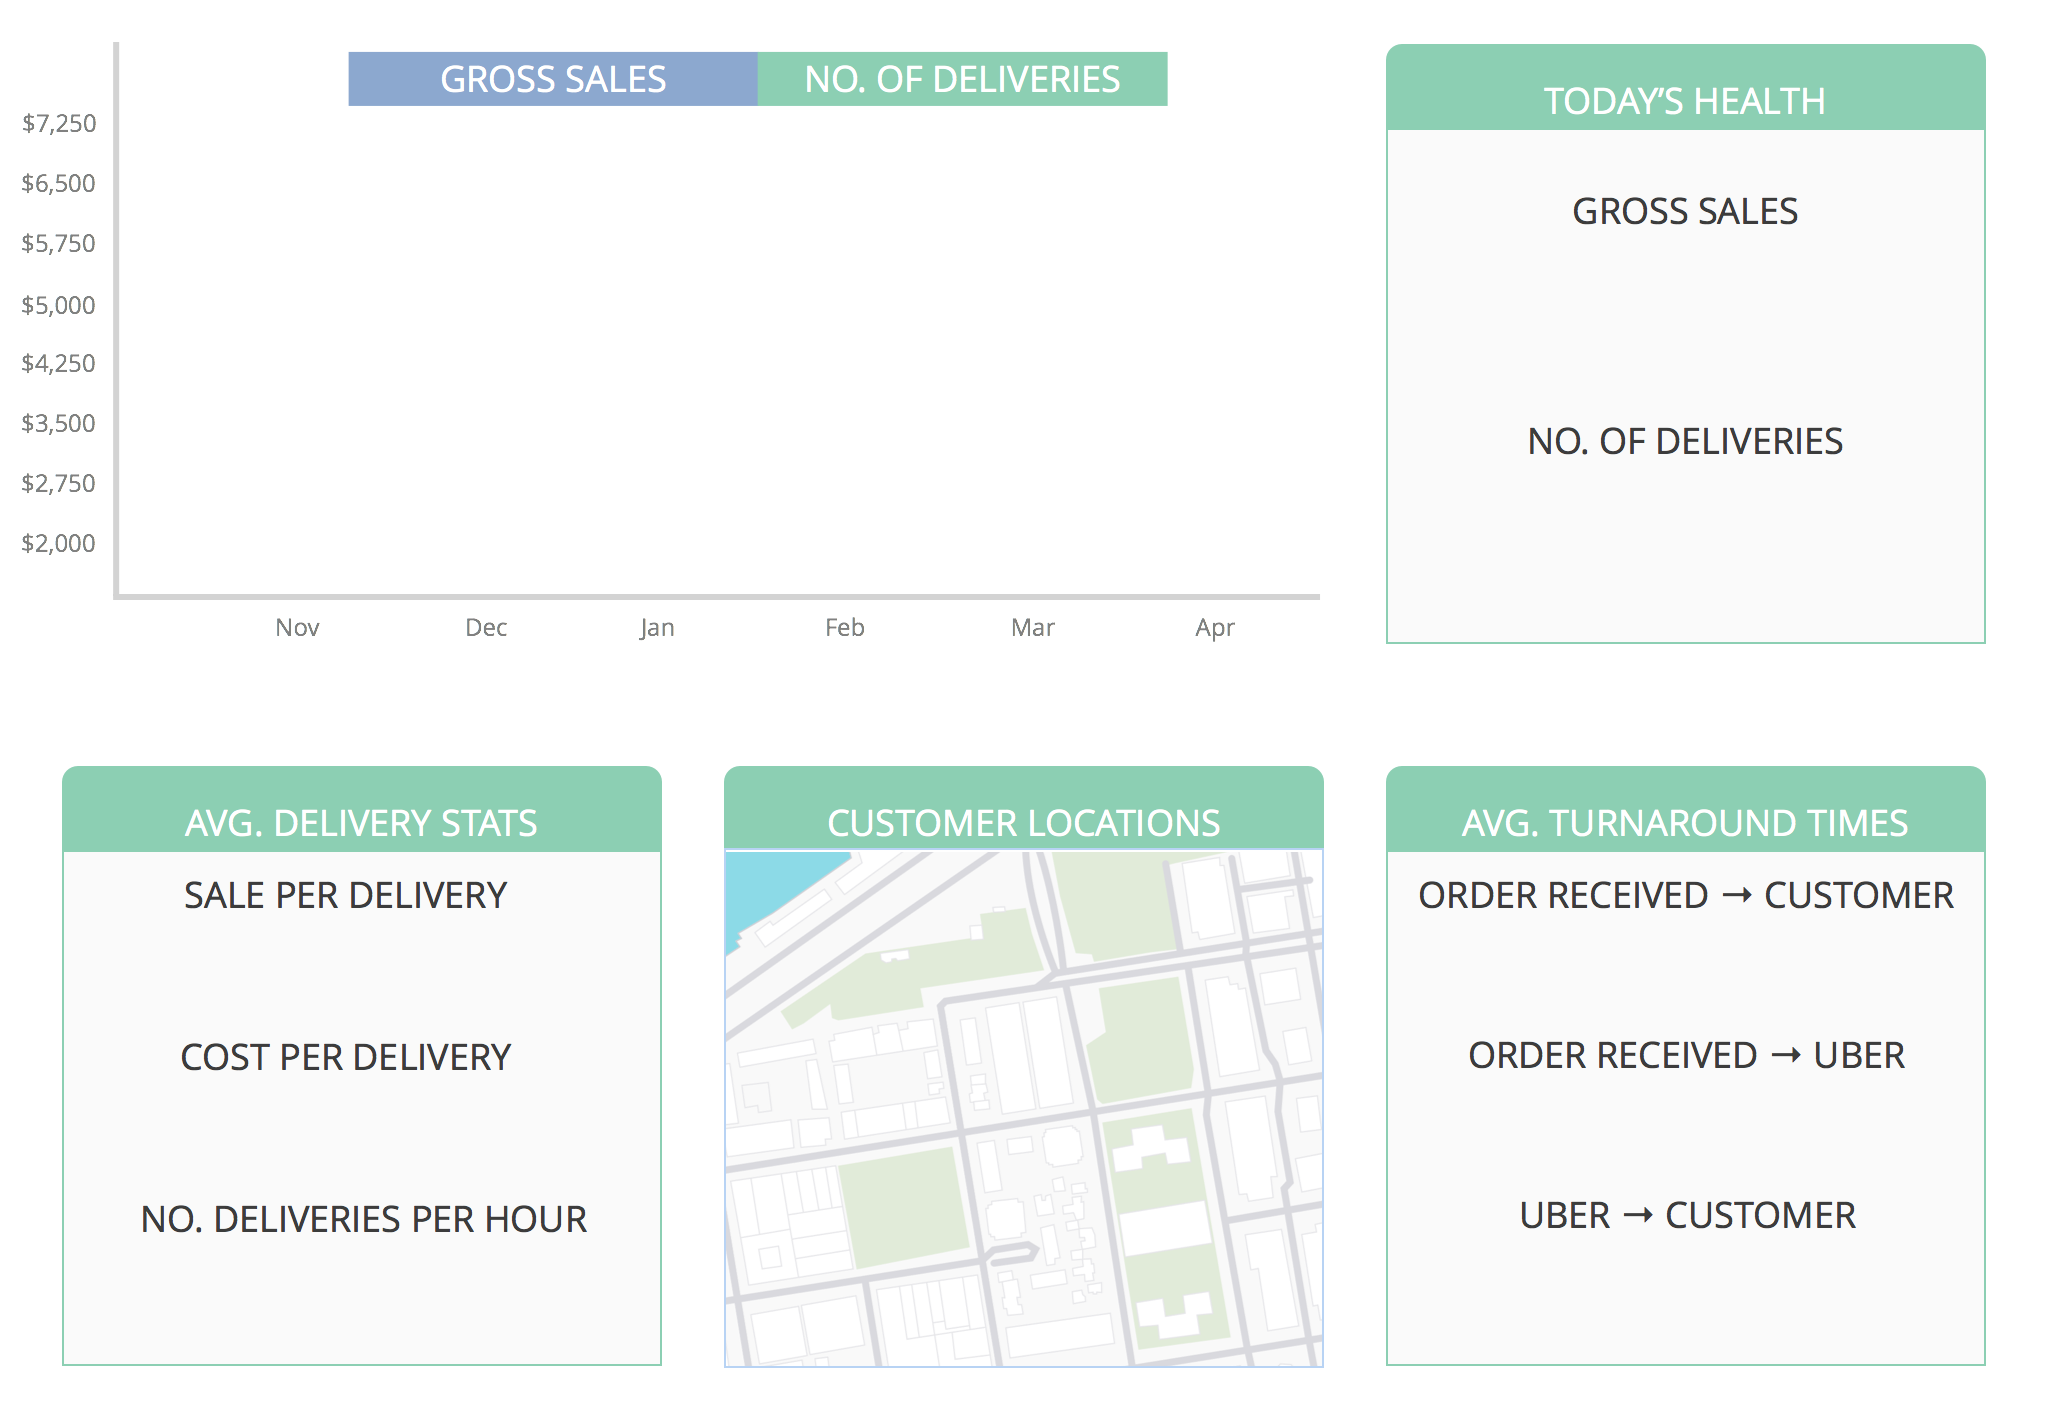 GROSS SALES
NO. OF DELIVERIES
$7,250
$6,500
$5,750
$5,000
$4,250
$3,500
$2,750
$2,000
Nov Dec Jan Feb Mar Apr
TODAY’S HEALTH
GROSS SALES
NO. OF DELIVERIES
AVG. DELIVERY STATS
SALE PER DELIVERY
COST PER DELIVERY
NO. DELIVERIES PER HOUR
CUSTOMER LOCATIONS
AVG. TURNAROUND TIMES
ORDER RECEIVED → CUSTOMER
ORDER RECEIVED → UBER
UBER → CUSTOMER